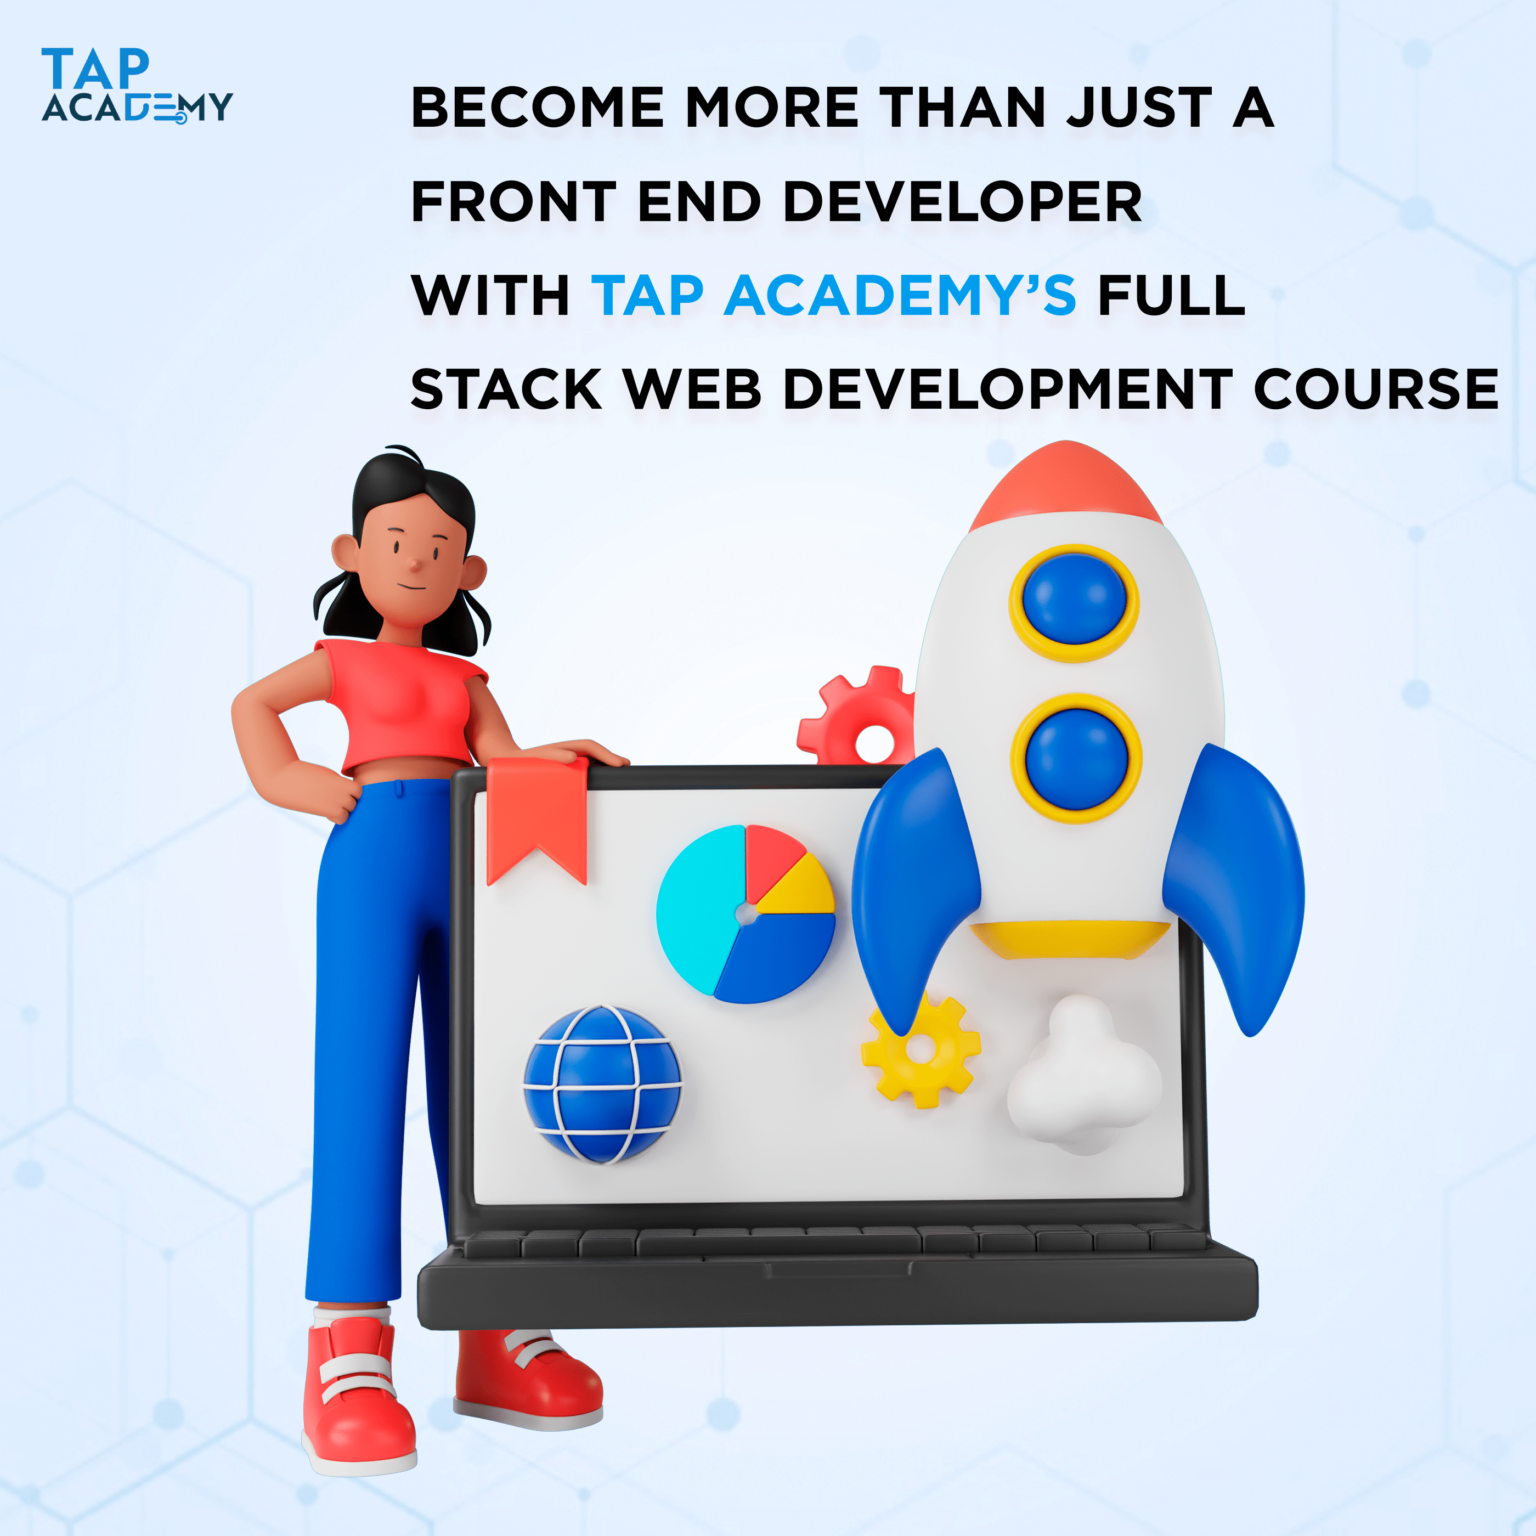 TAP
ACADEMY
BECOME MORE THAN JUST A
FRONT END DEVELOPER
WITH TAP ACADEMY’S FULL
STACK WEB DEVELOPMENT COURSE